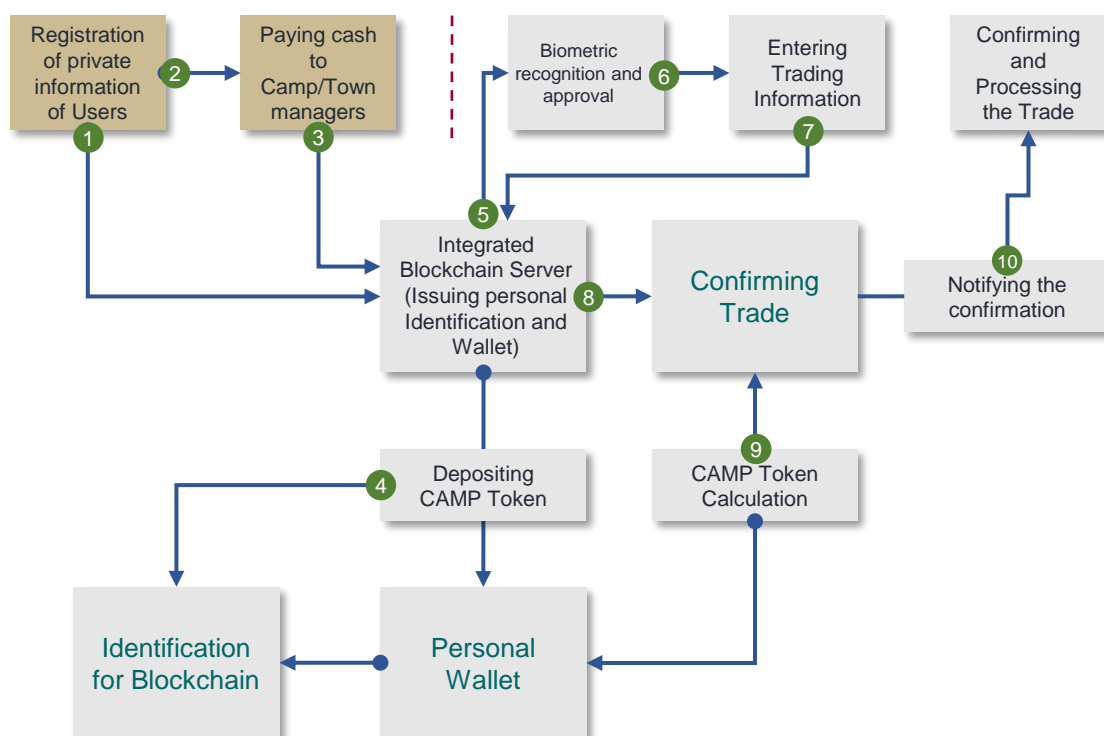 Registration
of private
information
of Users
1
2
Paying cash
to
Camp/Town
managers
3
Biometric
recognition and
approval
6
Entering
Trading
Information
7
Confirming
and
Processing
the Trade
5
Integrated
Blockchain Server
(Issuing personal
Identification and
Wallet)
8
Confirming
Trade
10
Notifying the
confirmation
4
Depositing
CAMP Token
9
CAMP Token
Calculation
Identification
for Blockchain
Personal
Wallet